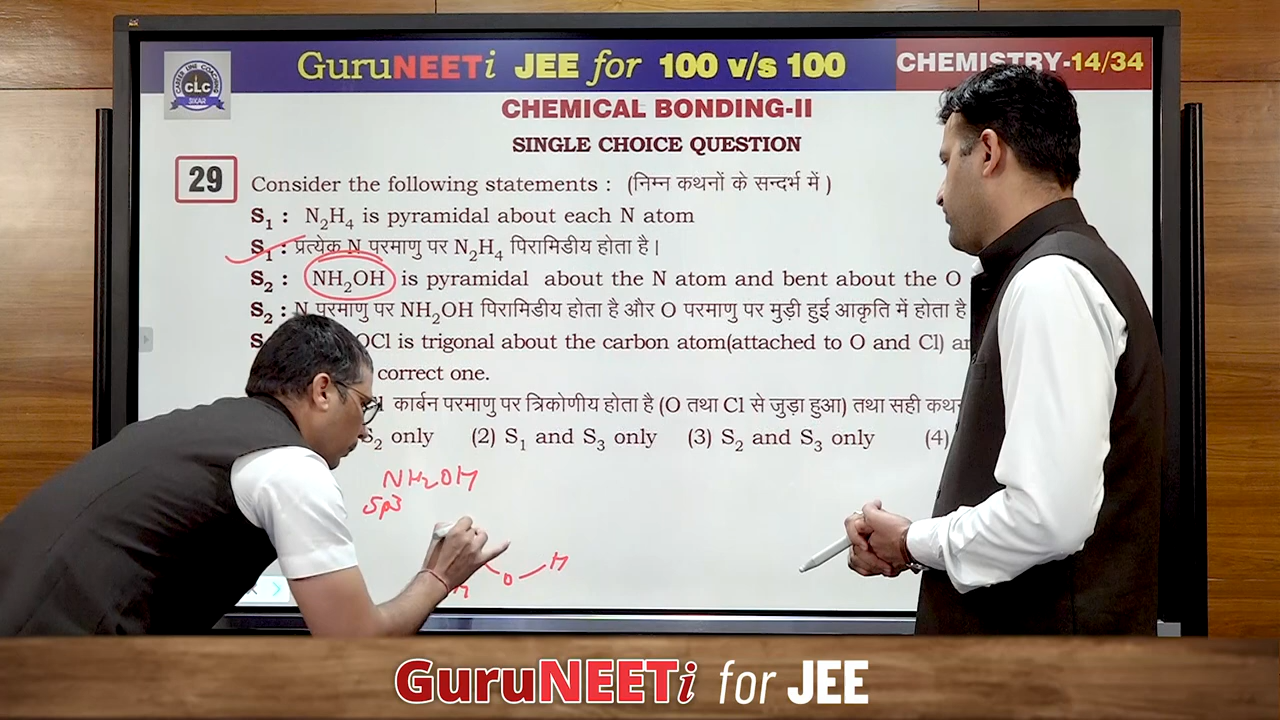 GuruNEETi JEE for 100 v/s 100
CHEMISTRY-14/34
CAREER LINE COACHING
CLC
SIKAR
CHEMICAL BONDING-II
SINGLE CHOICE QUESTION
29
Consider the following statements : (निम्न कथनों के सन्दर्भ में )
S₁ : N₂H₄ is pyramidal about each N atom
S₁ : प्रत्येक N परमाणु पर N₂H₄ पिरामिडीय होता है।
S₂ : NH₂OH is pyramidal about the N atom and bent about the O
S₂ : N परमाणु पर NH₂OH पिरामिडीय होता है और O परमाणु पर मुड़ी हुई आकृति में होता है
OCl is trigonal about the carbon atom(attached to O and Cl)
correct one.
कार्बन परमाणु पर त्रिकोणीय होता है (O तथा Cl से जुड़ा हुआ) तथा सही
S₂ only (2) S₁ and S₃ only (3) S₂ and S₃ only (4)
NH₂OH
Sp3
O H
H
GuruNEETi for JEE